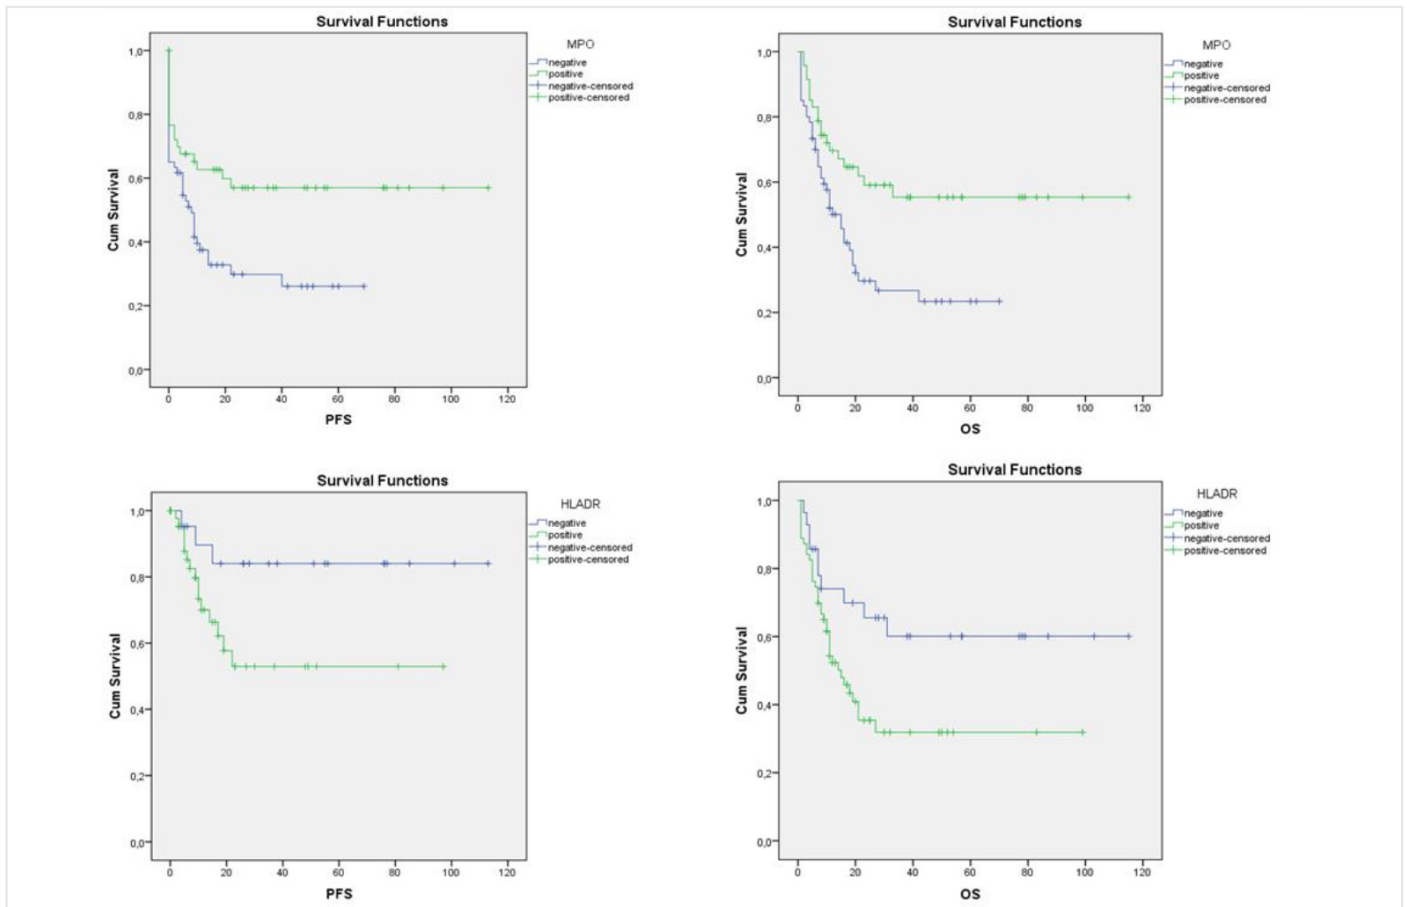 Survival Functions
MPO
negative
positive
negative-censored
positive-censored
1,0
0,8
0,6
0,4
0,2
0,0
Cum Survival
0 20 40 60 80 100 120
PFS
Survival Functions
MPO
negative
positive
negative-censored
positive-censored
1,0
0,8
0,6
0,4
0,2
0,0
Cum Survival
0 20 40 60 80 100 120
OS
Survival Functions
HLADR
negative
positive
negative-censored
positive-censored
1,0
0,8
0,6
0,4
0,2
0,0
Cum Survival
0 20 40 60 80 100 120
PFS
Survival Functions
HLADR
negative
positive
negative-censored
positive-censored
1,0
0,8
0,6
0,4
0,2
0,0
Cum Survival
0 20 40 60 80 100 120
OS